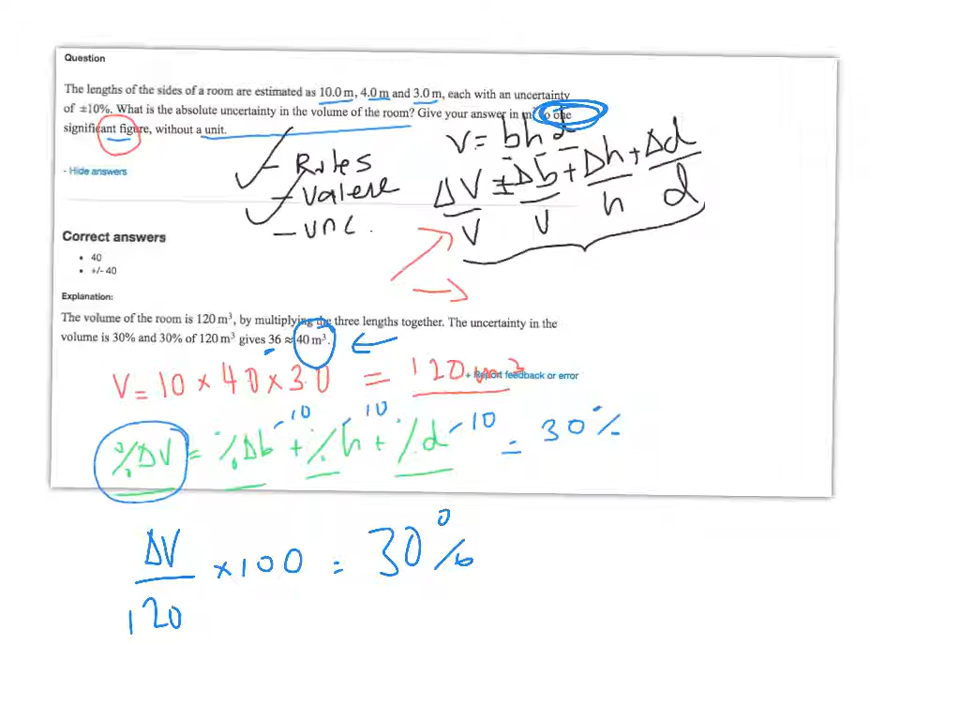 Question
The lengths of the sides of a room are estimated as 10.0 m, 4.0 m and 3.0 m, each with an uncertainty
of ±10%. What is the absolute uncertainty in the volume of the room? Give your answer in m³ to one
significant figure, without a unit.
V = bhd
- Hide answers
- Rules
- Valere
- unc.
ΔV/V = Δb/V + Δh/h + Δd/d
Correct answers
• 40
• +/- 40
Explanation:
The volume of the room is 120 m³, by multiplying the three lengths together. The uncertainty in the
volume is 30% and 30% of 120 m³ gives 36 ≈ 40 m³.
V = 10 × 40 × 3.0 = 120 m³
+ Report feedback or error
10 10 10
%ΔV = %Δb + %h + %d = 30%
ΔV/120 × 100 = 30%